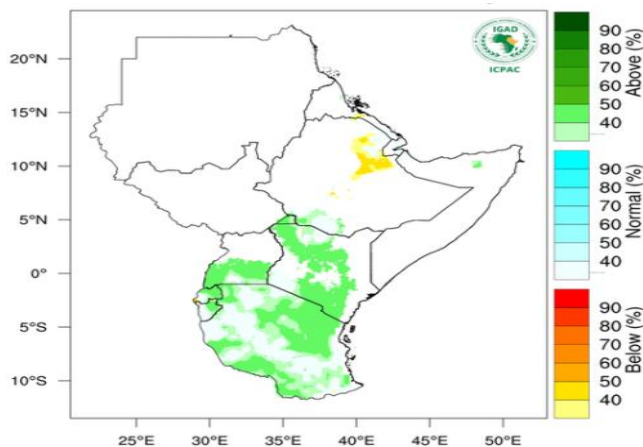 IGAD
ICPAC
20°N
15°N
10°N
5°N
0°
5°S
10°S
25°E
30°E
35°E
40°E
45°E
50°E
90
80
70
60
50
40
Above (%)
90
80
70
60
50
40
Normal (%)
90
80
70
60
50
40
Below (%)